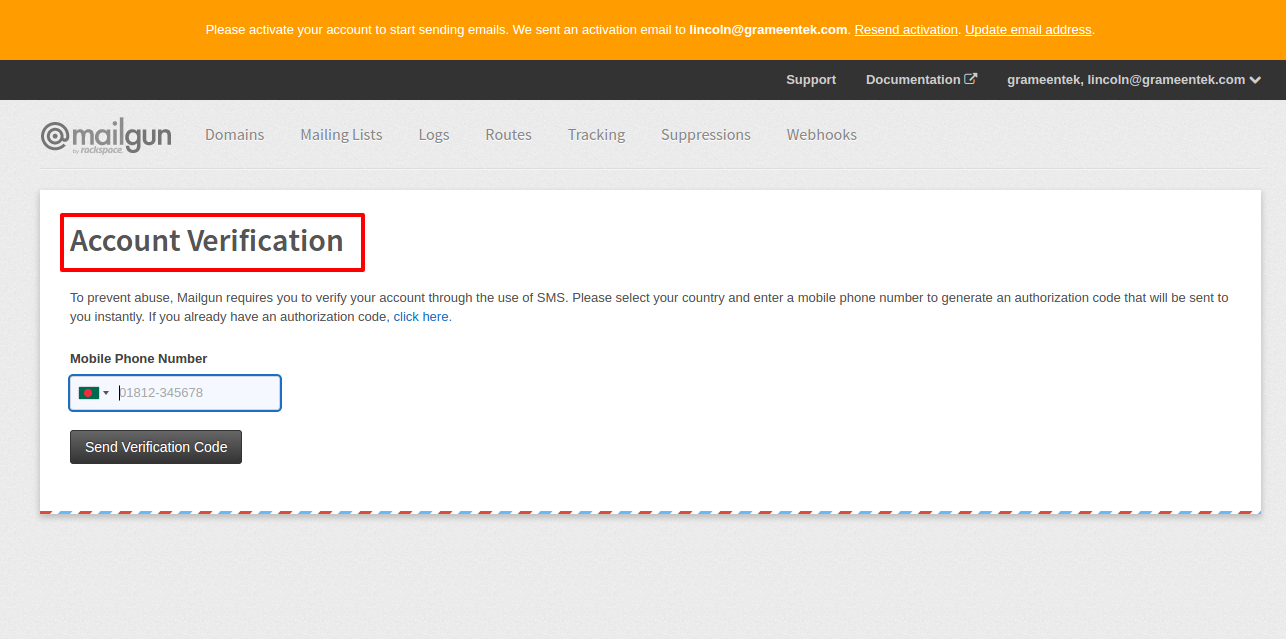 Please activate your account to start sending emails. We sent an activation email to lincoln@grameentek.com. Resend activation. Update email address.
Support Documentation grameentek, lincoln@grameentek.com
@mailgun
by rackspace
Domains Mailing Lists Logs Routes Tracking Suppressions Webhooks
Account Verification
To prevent abuse, Mailgun requires you to verify your account through the use of SMS. Please select your country and enter a mobile phone number to generate an authorization code that will be sent to
you instantly. If you already have an authorization code, click here.
Mobile Phone Number
01812-345678
Send Verification Code